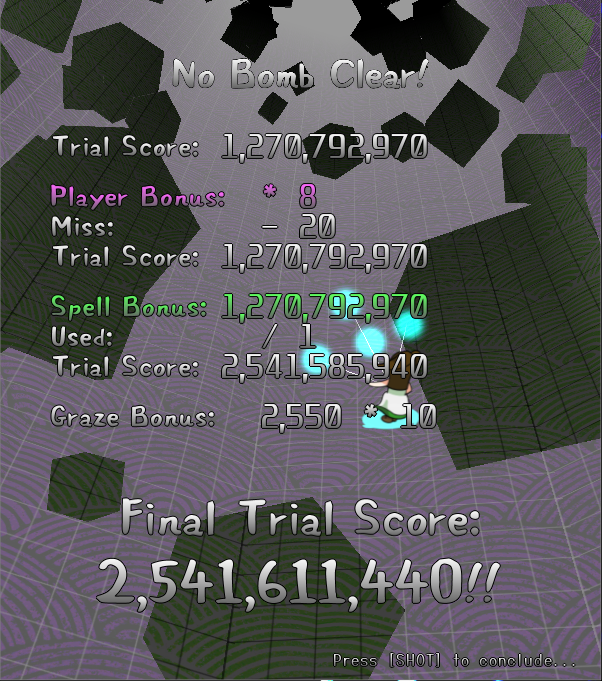 No Bomb Clear!
Trial Score: 1,270,792,970
Player Bonus: * 8
Miss: - 20
Trial Score: 1,270,792,970
Spell Bonus: 1,270,792,970
Used: / 1
Trial Score: 2,541,585,940
Graze Bonus: 2,550 * 10
Final Trial Score:
2,541,611,440!!
Press [SHOT] to conclude...